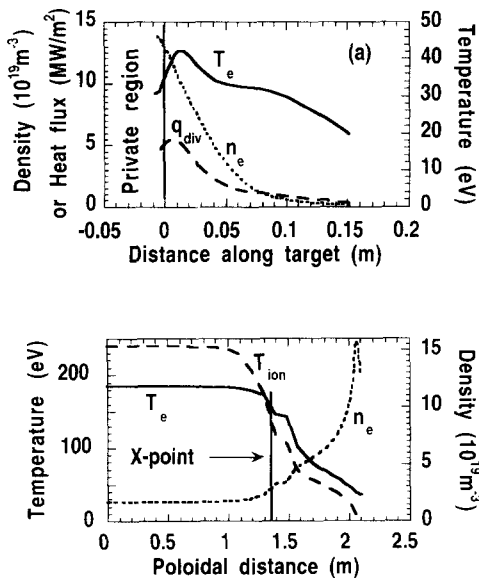 Density (10^19 m^-3)
or Heat flux (MW/m^2)
15
10
5
0
Private region
T_e
(a)
q_div
n_e
50
40
30
20
10
0
Temperature
(eV)
-0.05 0 0.05 0.1 0.15 0.2
Distance along target (m)
Temperature (eV)
200
100
0
T_ion
T_e
n_e
X-point
15
10
5
0
Density (10^19 m^-3)
0 0.5 1 1.5 2 2.5
Poloidal distance (m)